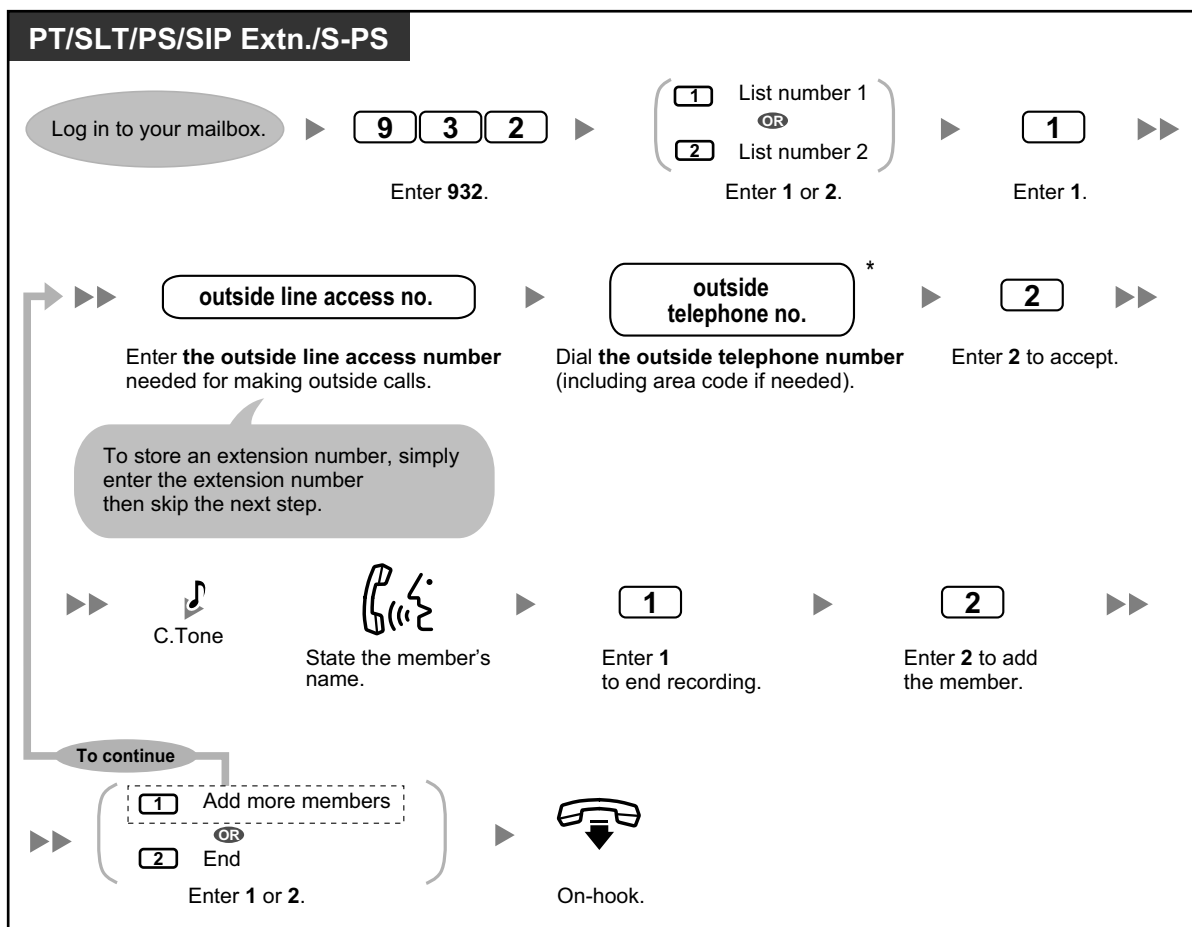 PT/SLT/PS/SIP Extn./S-PS
Log in to your mailbox.
9 3 2
Enter 932.
1 List number 1
OR
2 List number 2
Enter 1 or 2.
1
Enter 1.
outside line access no.
Enter the outside line access number
needed for making outside calls.
To store an extension number, simply
enter the extension number
then skip the next step.
outside
telephone no.
*
Dial the outside telephone number
(including area code if needed).
2
Enter 2 to accept.
C.Tone
State the member's
name.
1
Enter 1
to end recording.
2
Enter 2 to add
the member.
To continue
1 Add more members
OR
2 End
Enter 1 or 2.
On-hook.